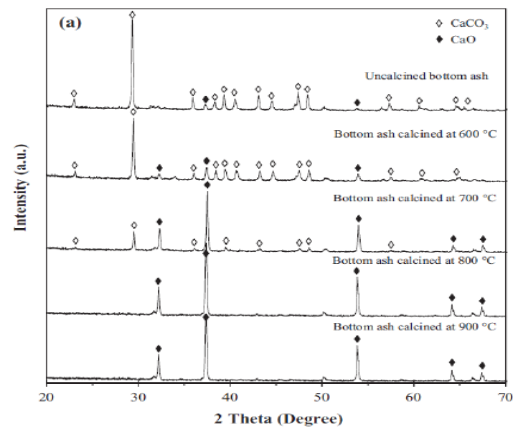 (a)
◇ CaCO₃
◆ CaO
Uncalcined bottom ash
Bottom ash calcined at 600 °C
Bottom ash calcined at 700 °C
Bottom ash calcined at 800 °C
Bottom ash calcined at 900 °C
Intensity (a.u.)
20 30 40 50 60 70
2 Theta (Degree)